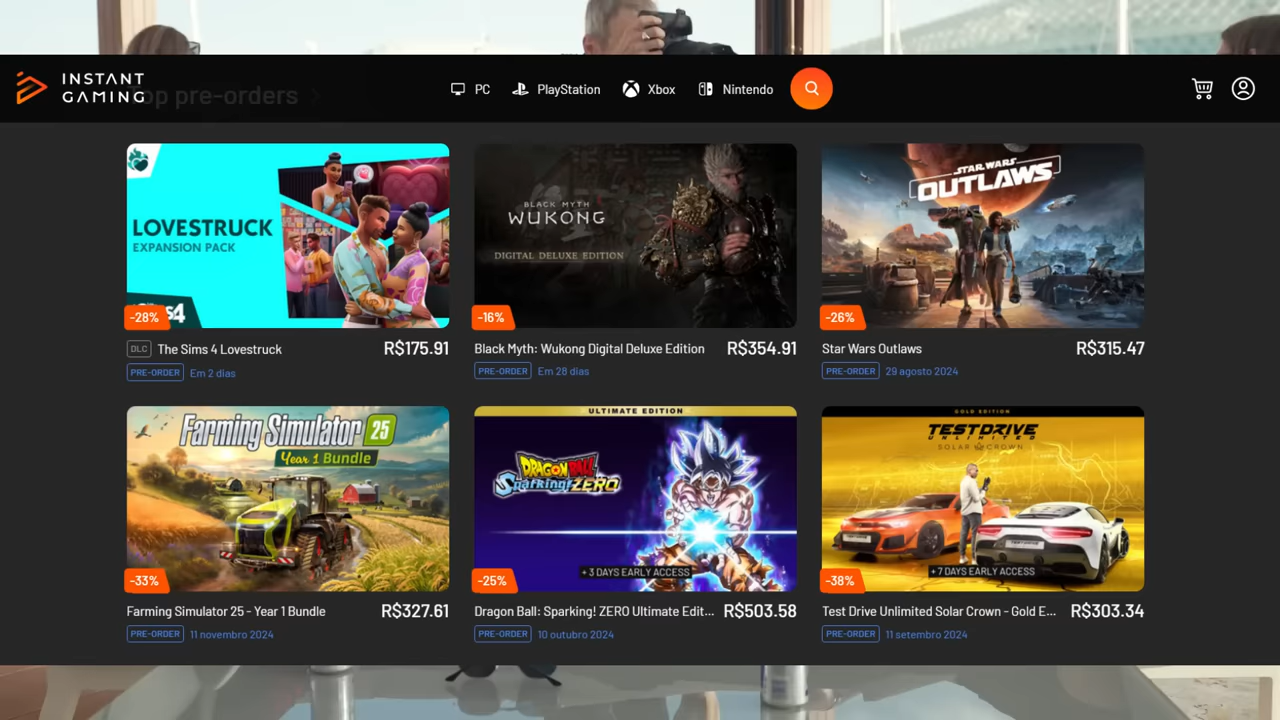 INSTANT
GAMING
Top pre-orders
PC
PlayStation
Xbox
Nintendo
LOVESTRUCK
EXPANSION PACK
-28%
DLC
The Sims 4 Lovestruck
R$175.91
PRE-ORDER
Em 2 dias
BLACK MYTH
WUKONG
DIGITAL DELUXE EDITION
-16%
Black Myth: Wukong Digital Deluxe Edition
R$354.91
PRE-ORDER
Em 28 dias
STAR WARS
OUTLAWS
-26%
Star Wars Outlaws
R$315.47
PRE-ORDER
29 agosto 2024
Farming Simulator 25
Year 1 Bundle
-33%
Farming Simulator 25 - Year 1 Bundle
R$327.61
PRE-ORDER
11 novembro 2024
ULTIMATE EDITION
DRAGON BALL
Sparking! ZERO
+ 3 DAYS EARLY ACCESS
-25%
Dragon Ball: Sparking! ZERO Ultimate Edit...
R$503.58
PRE-ORDER
10 outubro 2024
GOLD EDITION
TEST DRIVE
UNLIMITED
SOLAR CROWN
+ 7 DAYS EARLY ACCESS
-38%
Test Drive Unlimited Solar Crown - Gold E...
R$303.34
PRE-ORDER
11 setembro 2024